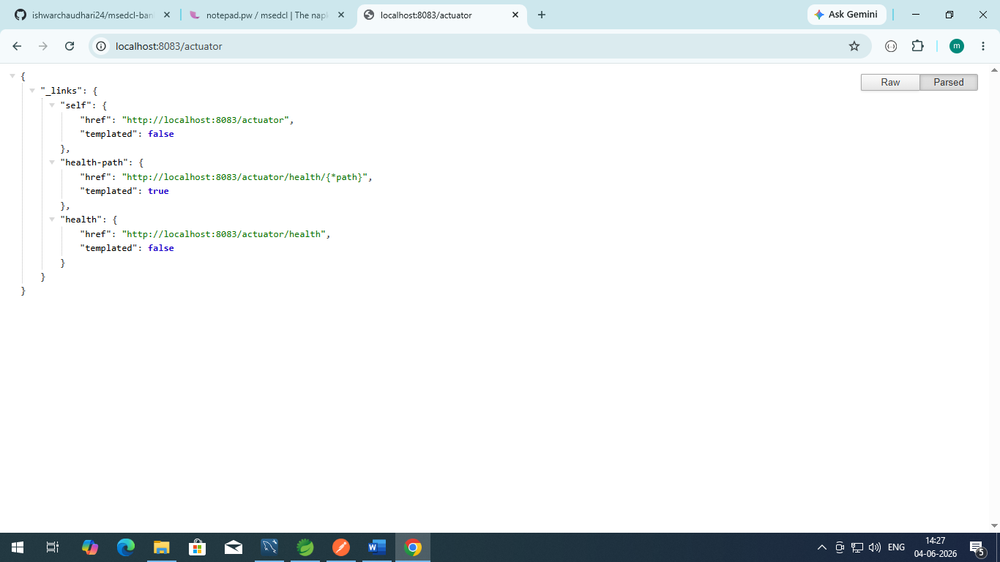 ishwarchaudhari24/msedcl-ban
notepad.pw / msedcl | The napk
localhost:8083/actuator
Ask Gemini
localhost:8083/actuator
m
Raw
Parsed
{
"_links": {
"self": {
"href": "http://localhost:8083/actuator",
"templated": false
},
"health-path": {
"href": "http://localhost:8083/actuator/health/{*path}",
"templated": true
},
"health": {
"href": "http://localhost:8083/actuator/health",
"templated": false
}
}
}
W
ENG
14:27
04-06-2026
5